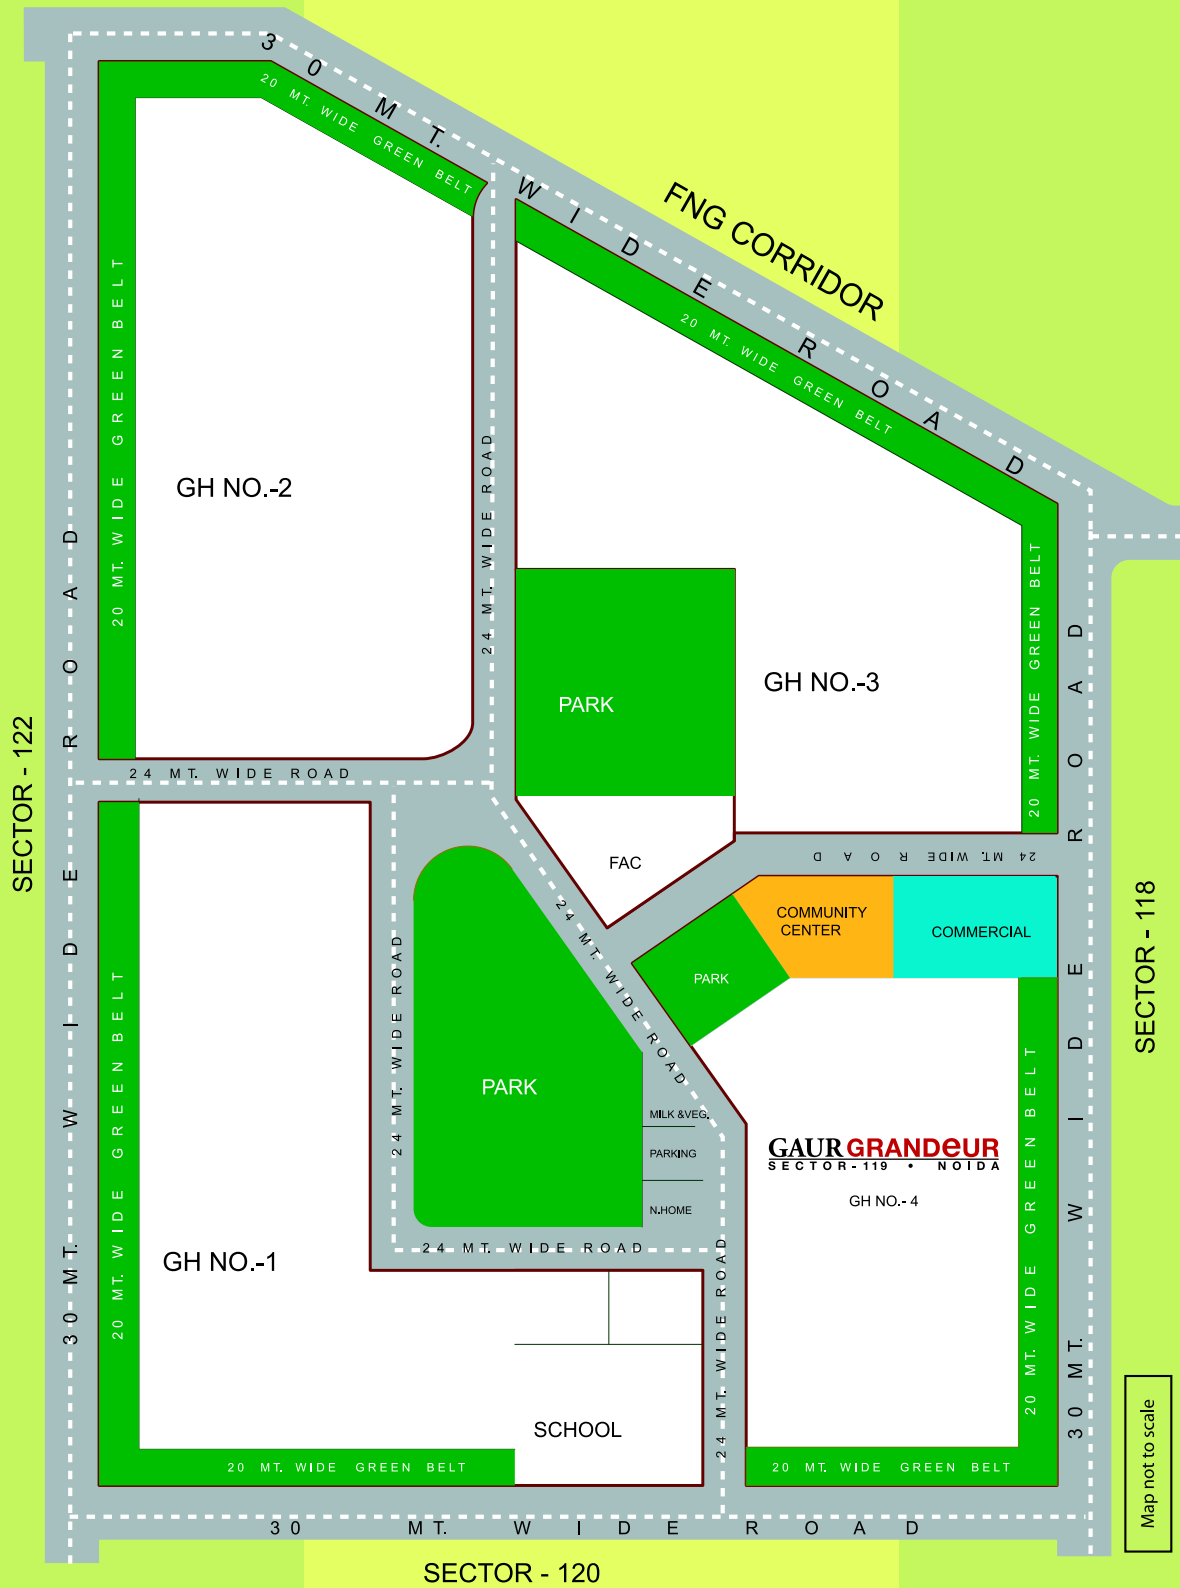 30 MT. WIDE ROAD
20 MT. WIDE GREEN BELT
FNG CORRIDOR
20 MT. WIDE GREEN BELT
20 MT. WIDE GREEN BELT
GH NO.-2
24 MT. WIDE ROAD
20 MT. WIDE GREEN BELT
PARK
GH NO.-3
SECTOR - 122
30 MT. WIDE ROAD
24 MT. WIDE ROAD
24 MT. WIDE ROAD
FAC
COMMUNITY
CENTER
COMMERCIAL
SECTOR - 118
30 MT. WIDE ROAD
24 MT. WIDE ROAD
24 MT. WIDE ROAD
PARK
20 MT. WIDE GREEN BELT
PARK
MILK &VEG.
PARKING
N.HOME
GAUR GRANDEUR
SECTOR-119 • NOIDA
GH NO.- 4
20 MT. WIDE GREEN BELT
24 MT. WIDE ROAD
GH NO.-1
24 MT. WIDE ROAD
SCHOOL
20 MT. WIDE GREEN BELT
20 MT. WIDE GREEN BELT
Map not to scale
30 MT. WIDE ROAD
SECTOR - 120